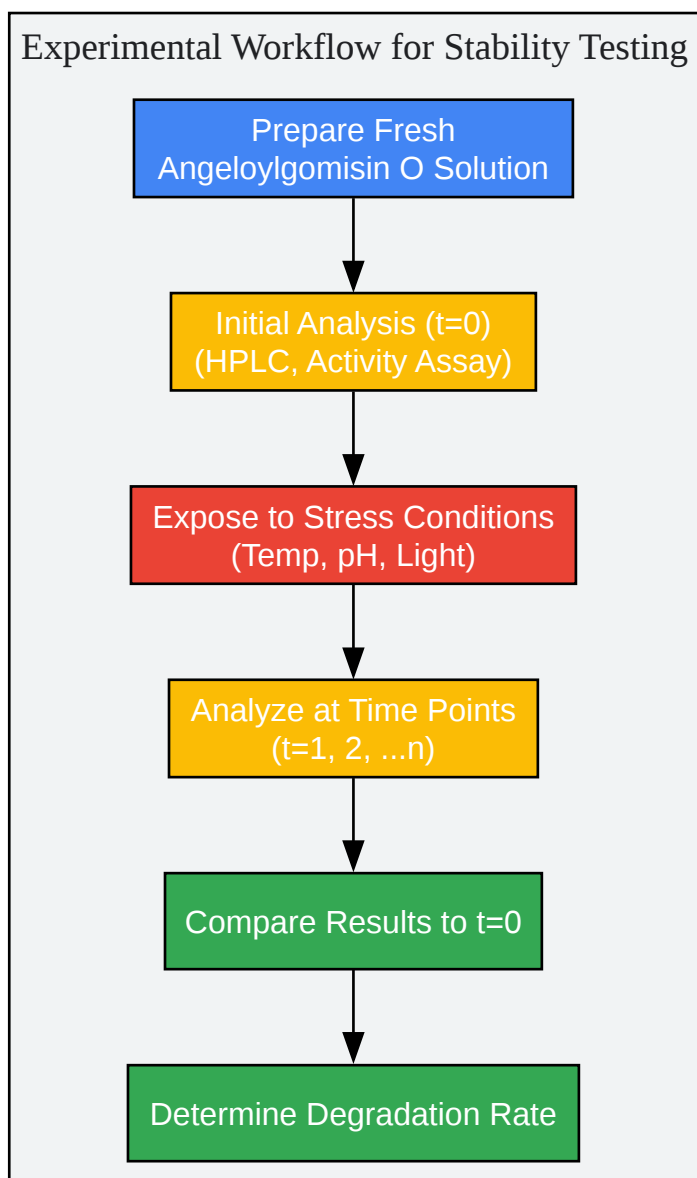 Experimental Workflow for Stability Testing
Prepare Fresh
Angeloylgomisin O Solution
Initial Analysis (t=0)
(HPLC, Activity Assay)
Expose to Stress Conditions
(Temp, pH, Light)
Analyze at Time Points
(t=1, 2, ...n)
Compare Results to t=0
Determine Degradation Rate